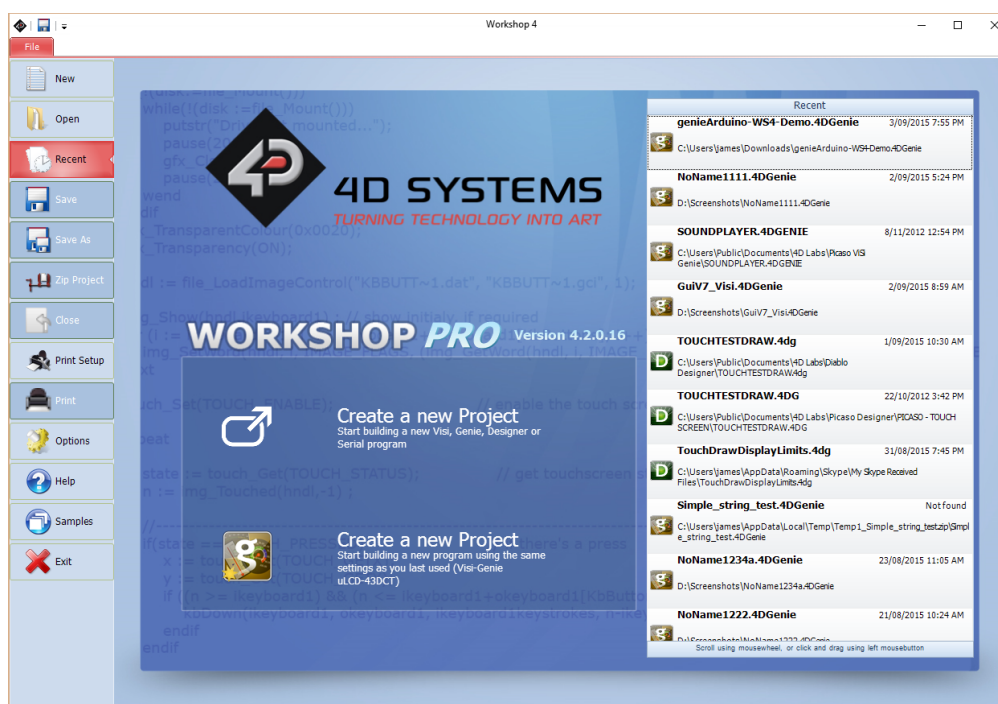 Workshop 4
File
New
Open
Recent
Save
Save As
Zip Project
Close
Print Setup
Print
Options
Help
Samples
Exit
while(!(disk :=file_Mount()))
4D SYSTEMS
TURNING TECHNOLOGY INTO ART
WORKSHOP PRO Version 4.2.0.16
Create a new Project
Start building a new Visi, Genie, Designer or
Serial program
Create a new Project
Start building a new program using the same
settings as you last used (Visi-Genie
uLCD-43DCT)
Recent
genieArduino-WS4-Demo.4DGenie 3/09/2015 7:55 PM
C:\Users\james\Downloads\genieArduino-WS4-Demo.4DGenie
NoName1111.4DGenie 2/09/2015 5:24 PM
D:\Screenshots\NoName1111.4DGenie
SOUNDPLAYER.4DGENIE 8/11/2012 12:54 PM
C:\Users\Public\Documents\4D Labs\Picaso VISI
Genie\SOUNDPLAYER.4DGENIE
GuiV7_Visi.4DGenie 2/09/2015 8:59 AM
D:\Screenshots\GuiV7_Visi.4DGenie
TOUCHTESTDRAW.4dg 1/09/2015 10:30 AM
C:\Users\Public\Documents\4D Labs\Diablo
Designer\TOUCHTESTDRAW.4dg
TOUCHTESTDRAW.4DG 22/10/2012 3:42 PM
C:\Users\Public\Documents\4D Labs\Picaso Designer\PICASO - TOUCH
SCREEN\TOUCHTESTDRAW.4DG
TouchDrawDisplayLimits.4dg 31/08/2015 7:45 PM
C:\Users\james\AppData\Roaming\Skype\My Skype Received
Files\TouchDrawDisplayLimits.4dg
Simple_string_test.4DGenie Not found
C:\Users\james\AppData\Local\Temp\Temp1_Simple_string_test.zip\Simpl
e_string_test.4DGenie
NoName1234a.4DGenie 23/08/2015 11:05 AM
D:\Screenshots\NoName1234a.4DGenie
NoName1222.4DGenie 21/08/2015 10:24 AM
D:\Screenshots\NoName1222.4DGenie
Scroll using mousewheel, or click and drag using left mousebutton